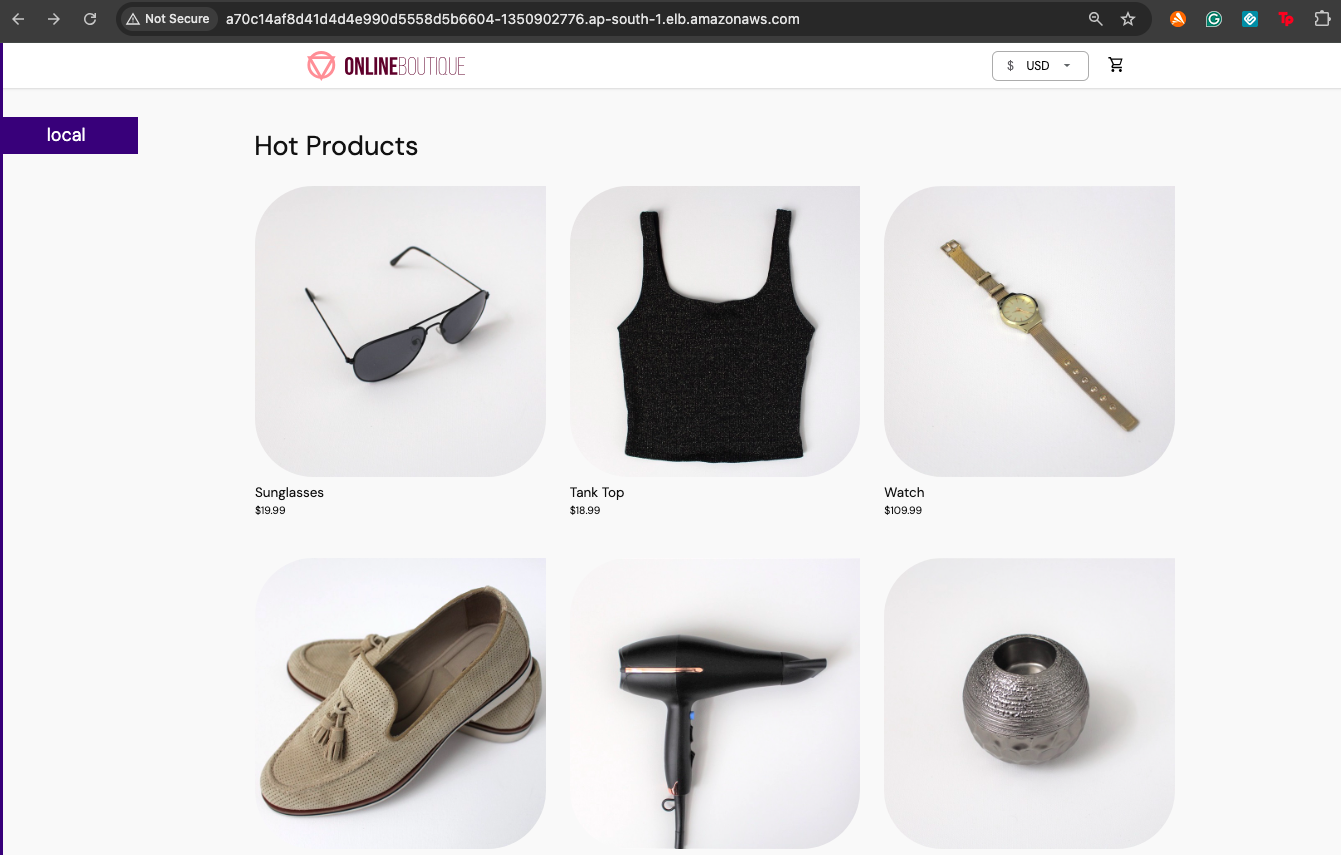 Not Secure
a70c14af8d41d4d4e990d5558d5b6604-1350902776.ap-south-1.elb.amazonaws.com
Tp
ONLINEBOUTIQUE
$ USD
local
Hot Products
Sunglasses
$19.99
Tank Top
$18.99
Watch
$109.99